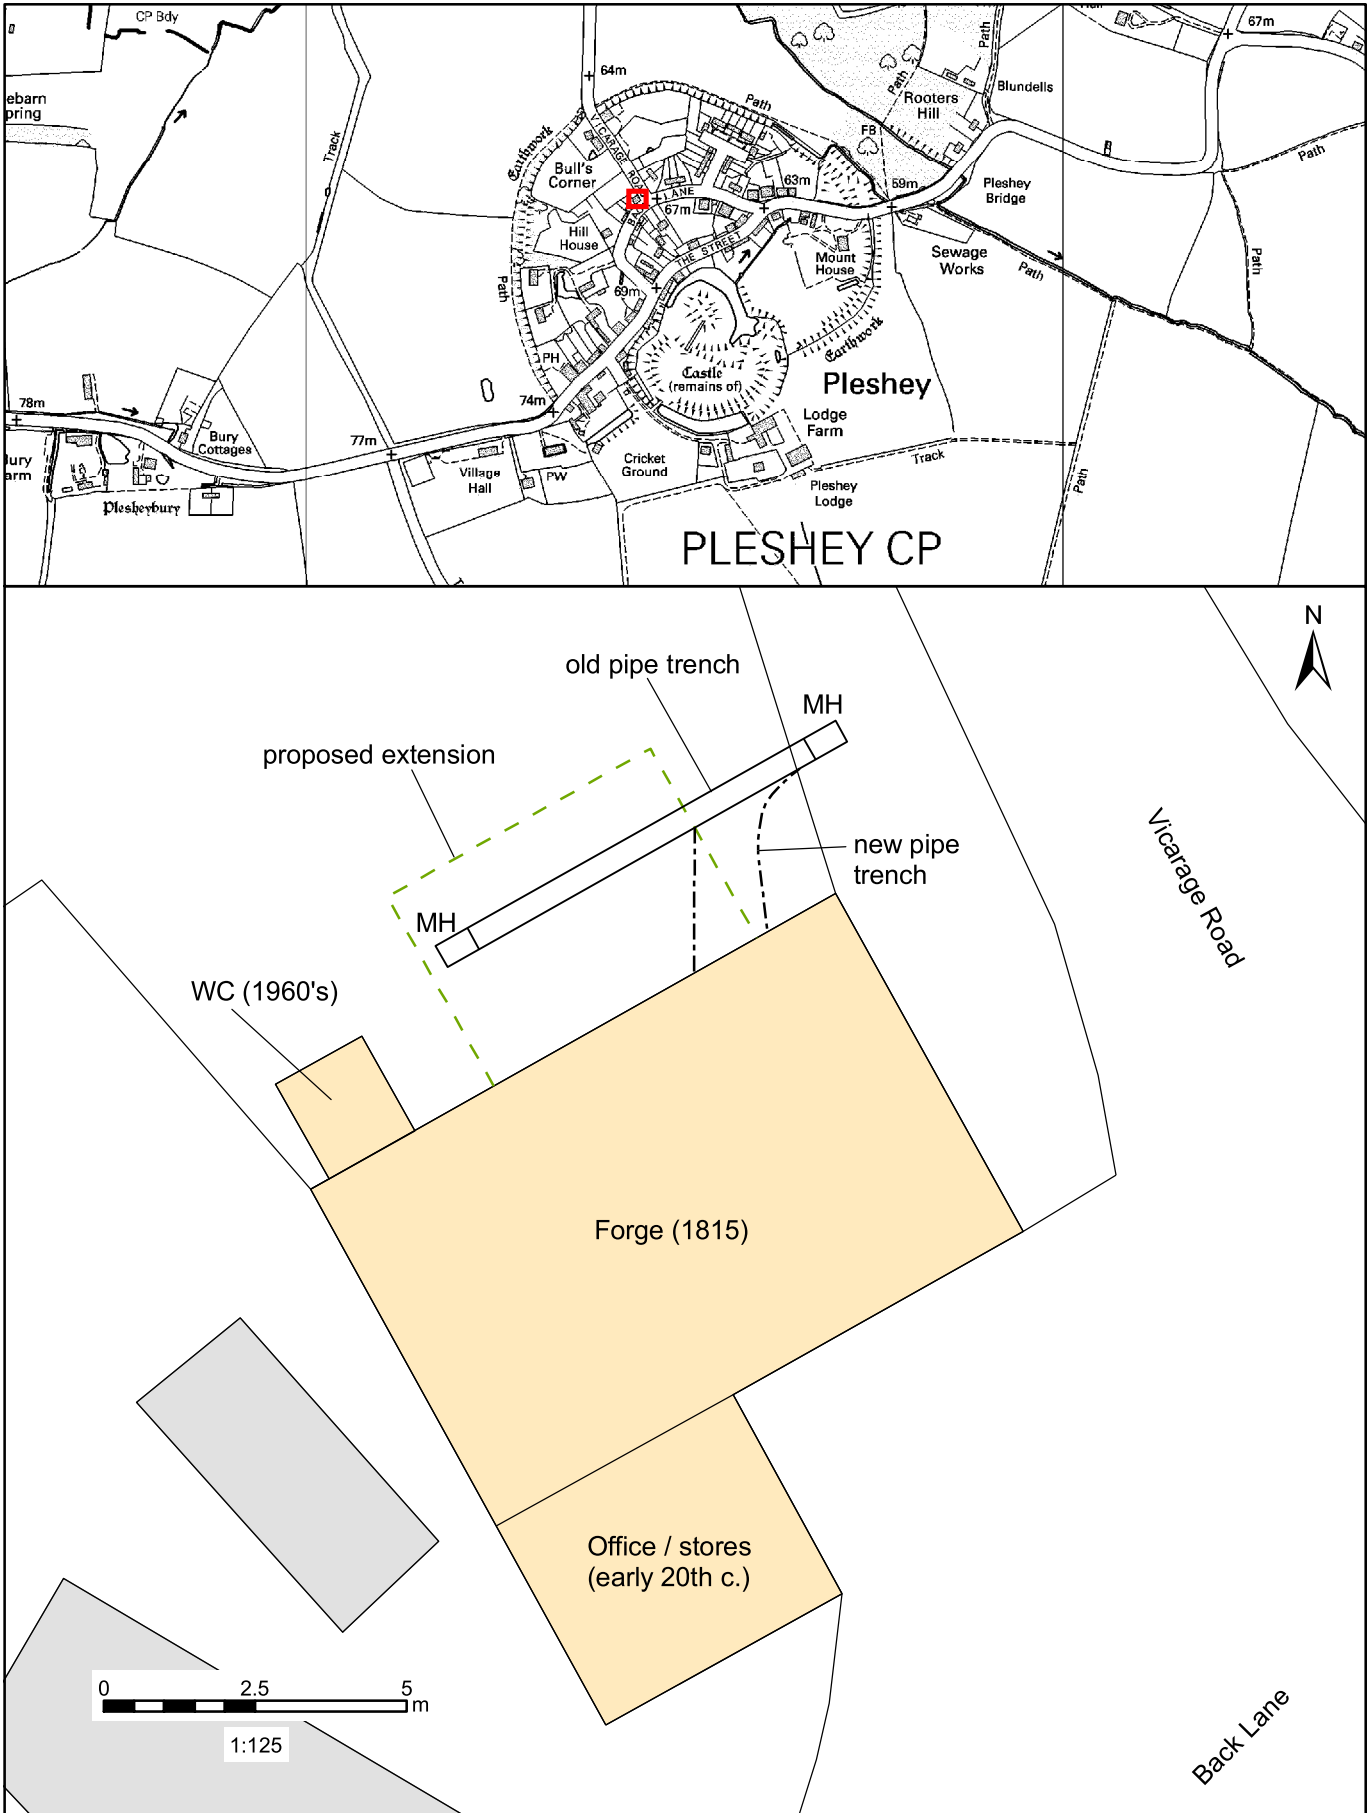 CP Bdy
64m
67m
ebarn
pring
Track
Earthwork
Path
Path
Path
Rooters
Hill
Blundells
FB
Bull's
Corner
VICARAGE ROAD
LANE
BACK
67m
63m
59m
Pleshey
Bridge
Path
Hill
House
THE STREET
Mount
House
Sewage
Works
Path
Path
Path
69m
Earthwork
PH
Castle
(remains of)
Pleshey
74m
78m
Bury
Cottages
77m
Lodge
Farm
Village
Hall
PW
Cricket
Ground
Track
Path
Pleshey
Lodge
Bury
arm
Plesheybury
PLESHEY CP
N
old pipe trench
MH
proposed extension
new pipe
trench
Vicarage Road
MH
WC (1960's)
Forge (1815)
Office / stores
(early 20th c.)
0 2.5 5
m
1:125
Back Lane